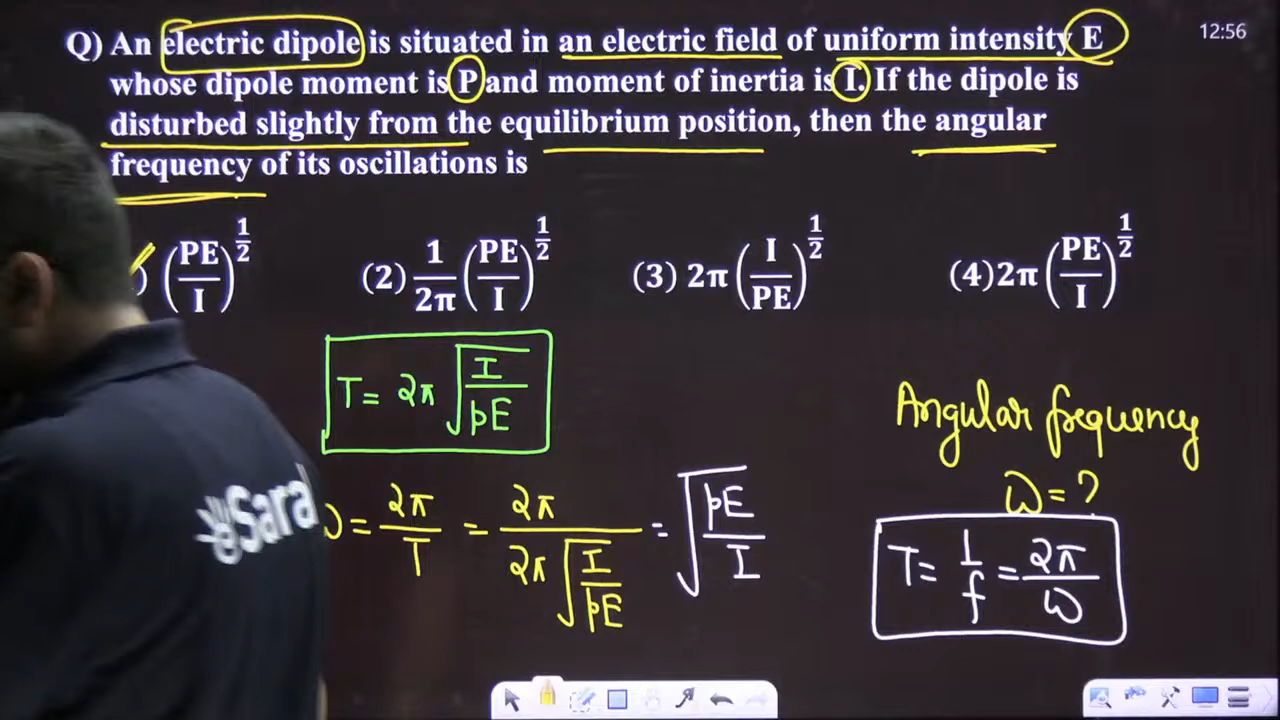 12:56
Q) An electric dipole is situated in an electric field of uniform intensity E
whose dipole moment is P and moment of inertia is I. If the dipole is
disturbed slightly from the equilibrium position, then the angular
frequency of its oscillations is
) (PE/I)^1/2 (2) 1/2π (PE/I)^1/2 (3) 2π (I/PE)^1/2 (4)2π (PE/I)^1/2
T= 2π √(I/pE)
Angular frequency
ω = ?
ω = 2π/T = 2π/(2π √(I/pE)) = √(pE/I)
T= 1/f = 2π/ω
Saral